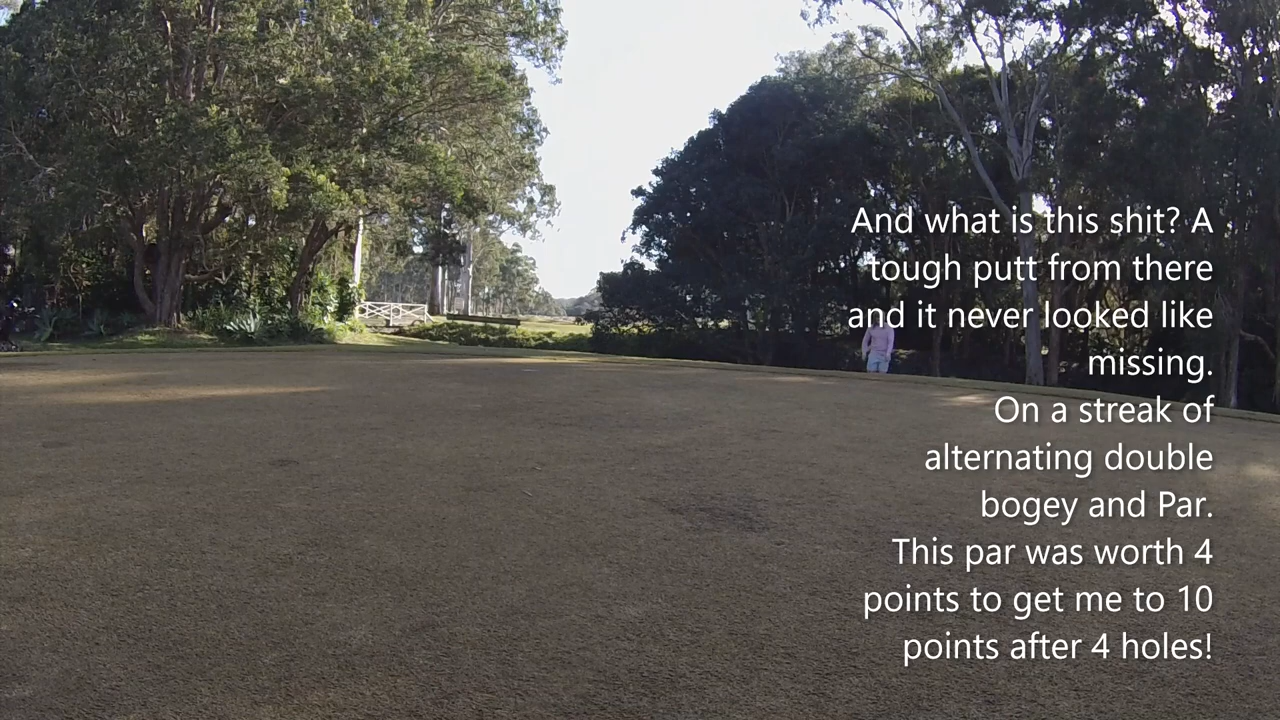 And what is this shit? A
tough putt from there
and it never looked like
missing.
On a streak of
alternating double
bogey and Par.
This par was worth 4
points to get me to 10
points after 4 holes!